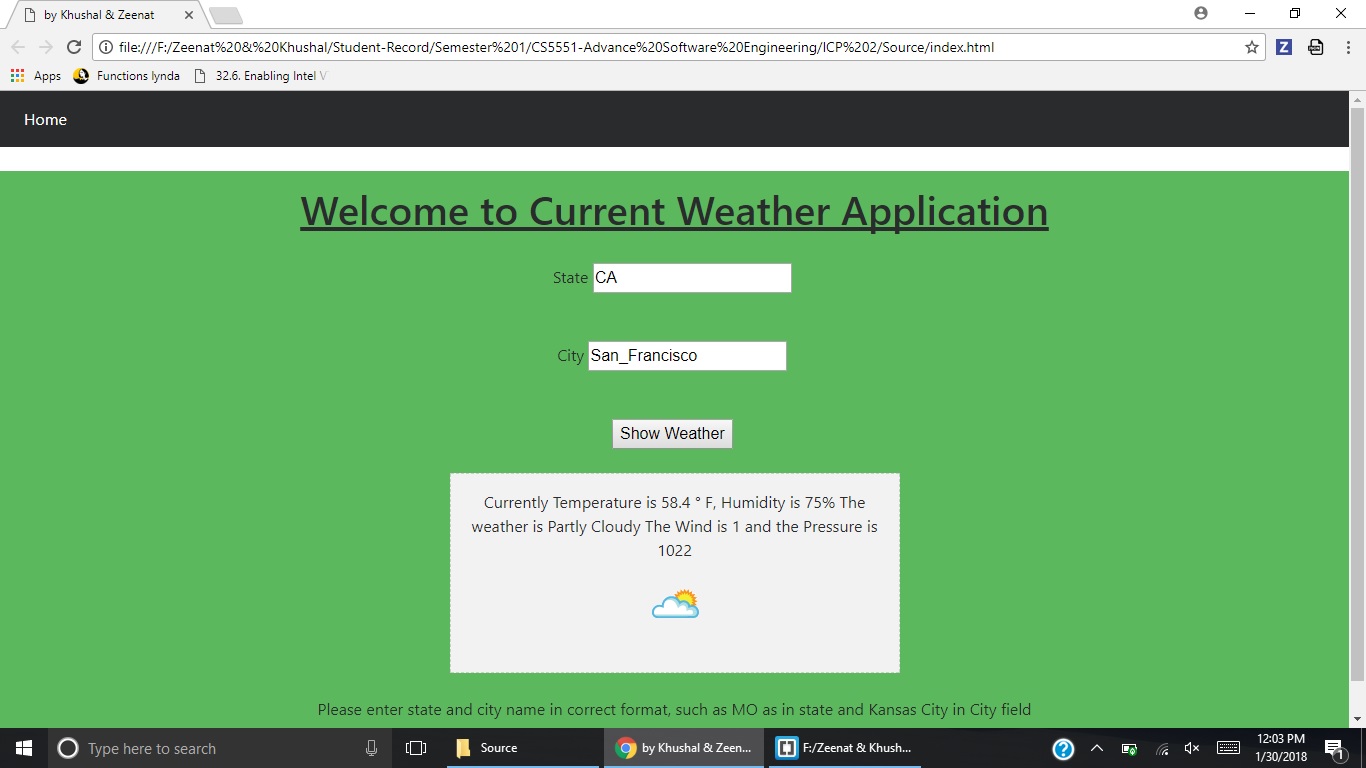 by Khushal & Zeenat
file:///F:/Zeenat%20&%20Khushal/Student-Record/Semester%201/CS5551-Advance%20Software%20Engineering/ICP%202/Source/index.html
Apps Functions lynda 32.6. Enabling Intel V
Home
Welcome to Current Weather Application
State CA
City San_Francisco
Show Weather
Currently Temperature is 58.4 ° F, Humidity is 75% The
weather is Partly Cloudy The Wind is 1 and the Pressure is
1022
Please enter state and city name in correct format, such as MO as in state and Kansas City in City field
Type here to search
Source
by Khushal & Zeen...
F:/Zeenat & Khush...
12:03 PM
1/30/2018
1